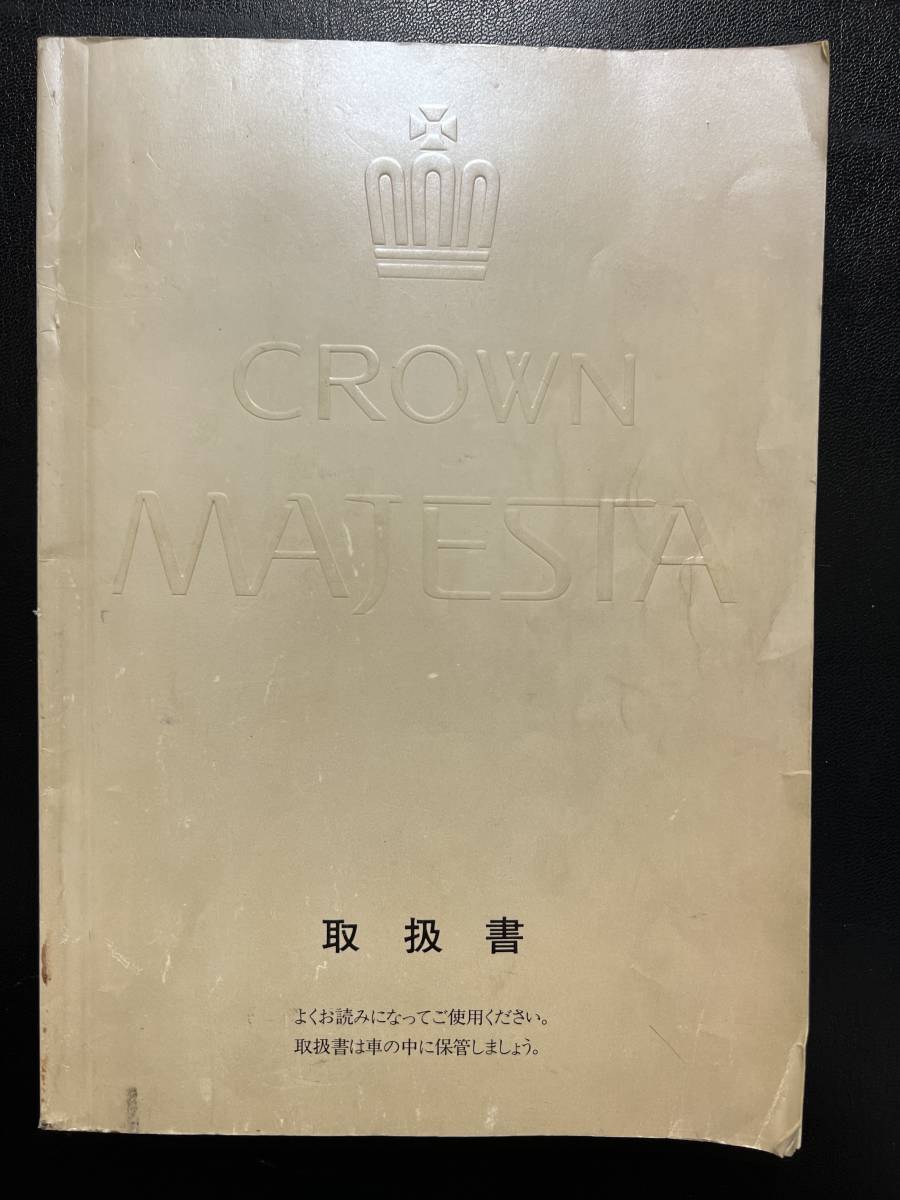 CROWN
MAJESTA
取扱書
よくお読みになってご使用ください。
取扱書は車の中に保管しましょう。